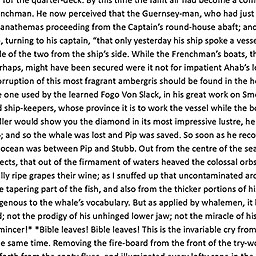 for the quarter-deck. By this time the faint air had become a com
nchman. He now perceived that the Guernsey-man, who had just
anathemas proceeding from the Captain's round-house abaft; and
, turning to his captain, "that only yesterday his ship spoke a vesse
le of the two from the ship's side. While the Frenchman's boats, th
rhaps, might have been secured were it not for impatient Ahab's lo
orruption of this most fragrant ambergris should be found in the he
e one used by the learned Fogo Von Slack, in his great work on Sme
d ship-keepers, whose province it is to work the vessel while the bo
ller would show you the diamond in its most impressive lustre, he
o; and so the whale was lost and Pip was saved. So soon as he reco
ocean was between Pip and Stubb. Out from the centre of the sea
ects, that out of the firmament of waters heaved the colossal orbs
lly ripe grapes their wine; as I snuffed up that uncontaminated aro
e tapering part of the fish, and also from the thicker portions of his
genous to the whale's vocabulary. But as applied by whalemen, it b
d; not the prodigy of his unhinged lower jaw; not the miracle of his
mincer!* *Bible leaves! Bible leaves! This is the invariable cry from
e same time. Removing the fire-board from the front of the try-wo